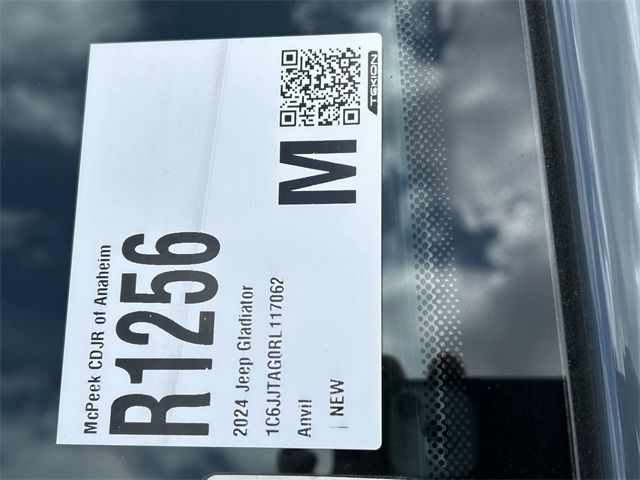 McPeek CDJR of Anaheim
R1256 M
2024 Jeep Gladiator
1C6JJTAG0RL117062
Anvil
NEW
TEKION